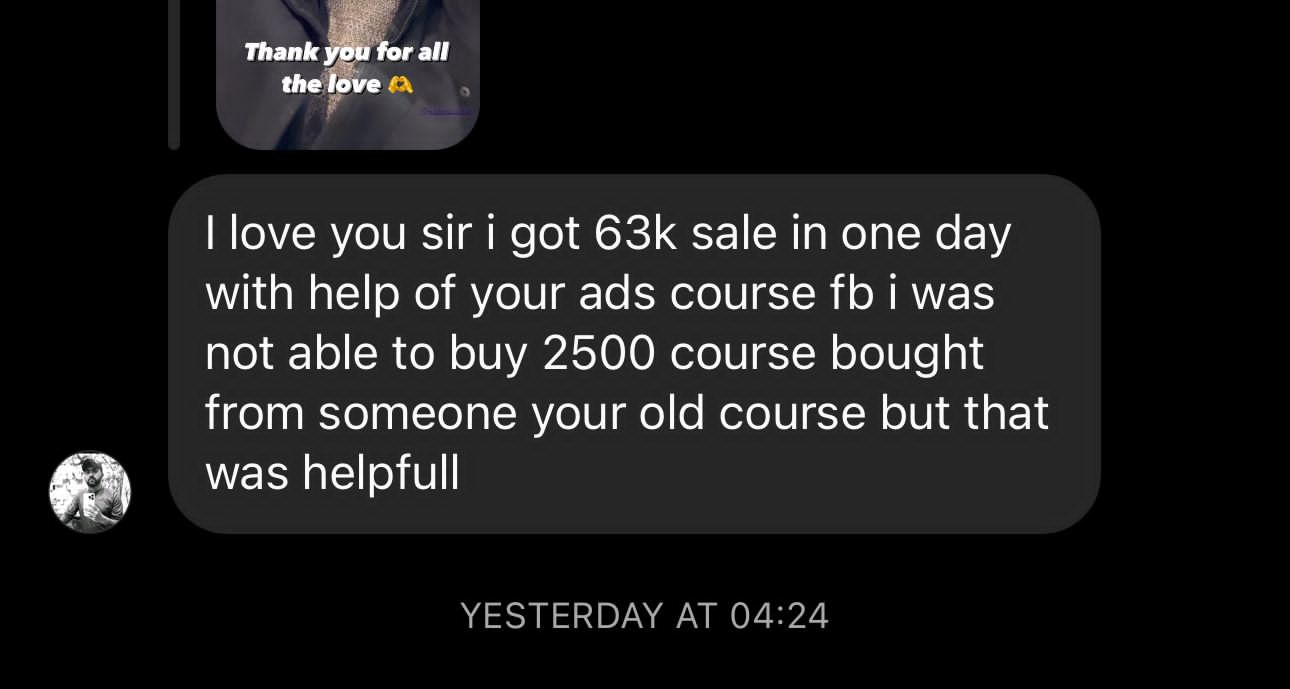 Thank you for all
the love 🫶
I love you sir i got 63k sale in one day
with help of your ads course fb i was
not able to buy 2500 course bought
from someone your old course but that
was helpfull
YESTERDAY AT 04:24